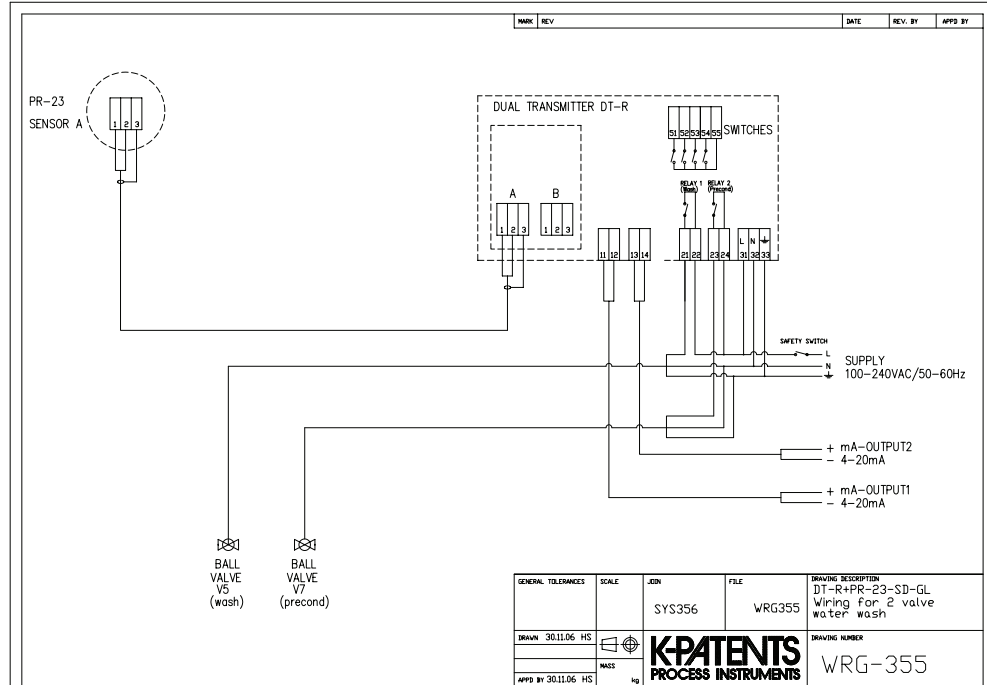 MARK REV DATE REV. BY APPD BY
PR-23
SENSOR A
1 2 3
DUAL TRANSMITTER DT-R
51 52 53 54 55
SWITCHES
RELAY 1 RELAY 2
(Wash) (Precond)
A B
1 2 3 1 2 3
L N
11 12 13 14 21 22 23 24 31 32 33
SAFETY SWITCH
L
N
SUPPLY
100-240VAC/50-60Hz
+ mA-OUTPUT2
- 4-20mA
+ mA-OUTPUT1
- 4-20mA
BALL
VALVE
V5
(wash)
BALL
VALVE
V7
(precond)
GENERAL TOLERANCES SCALE JOIN FILE DRAWING DESCRIPTION
SYS356 WRG355
DT-R+PR-23-SD-GL
Wiring for 2 valve
water wash
DRAWN 30.11.06 HS
MASS
kg
APPD BY 30.11.06 HS
K-PATENTS
PROCESS INSTRUMENTS
DRAWING NUMBER
WRG-355